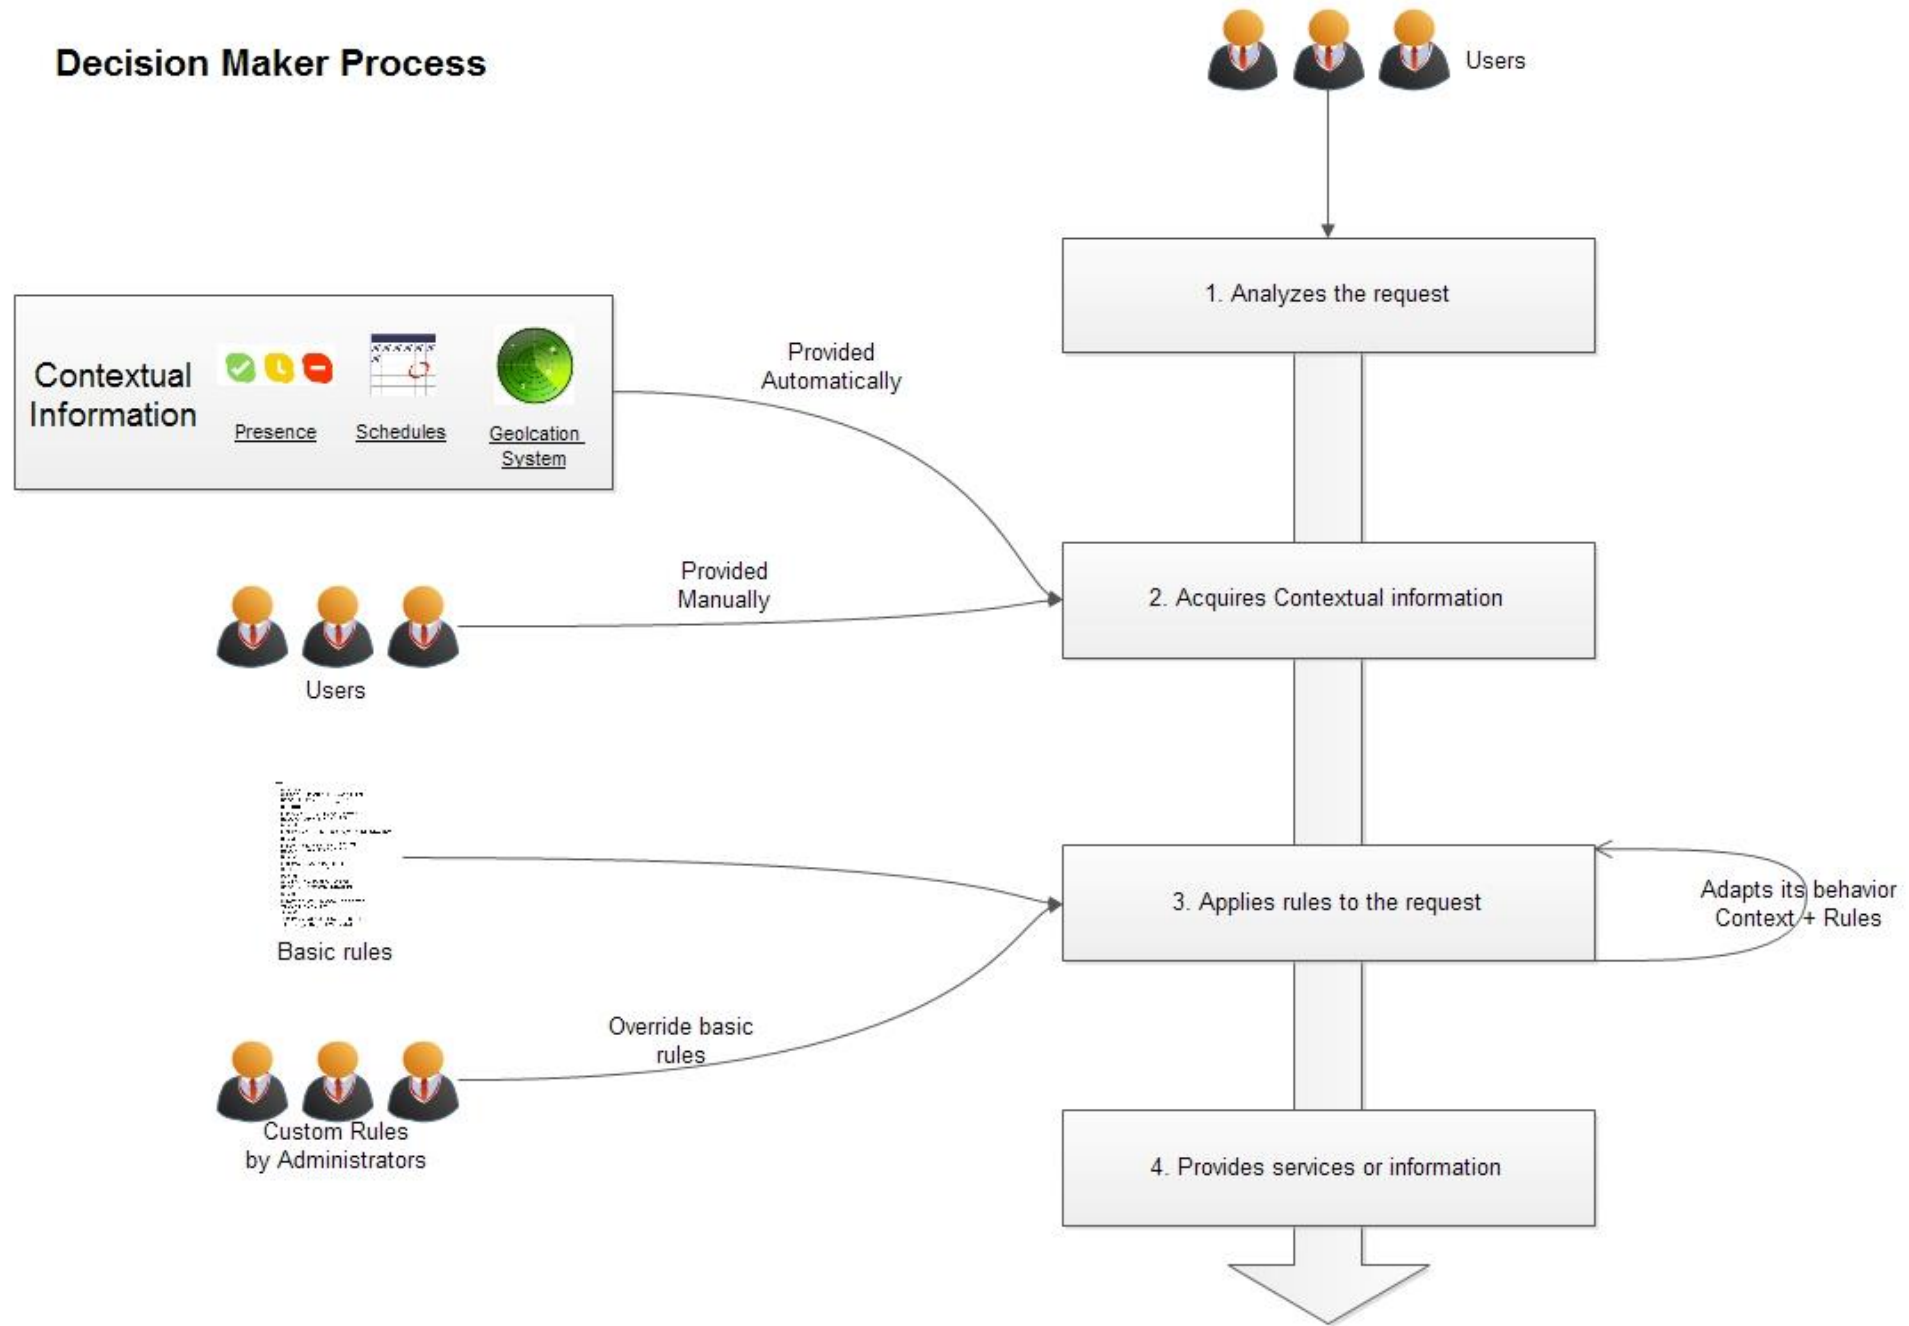 Decision Maker Process
Users
1. Analyzes the request
Contextual
Information
Presence
Schedules
Geolcation
System
Provided
Automatically
Provided
Manually
2. Acquires Contextual information
Users
Basic rules
3. Applies rules to the request
Adapts its behavior
Context + Rules
Override basic
rules
Custom Rules
by Administrators
4. Provides services or information